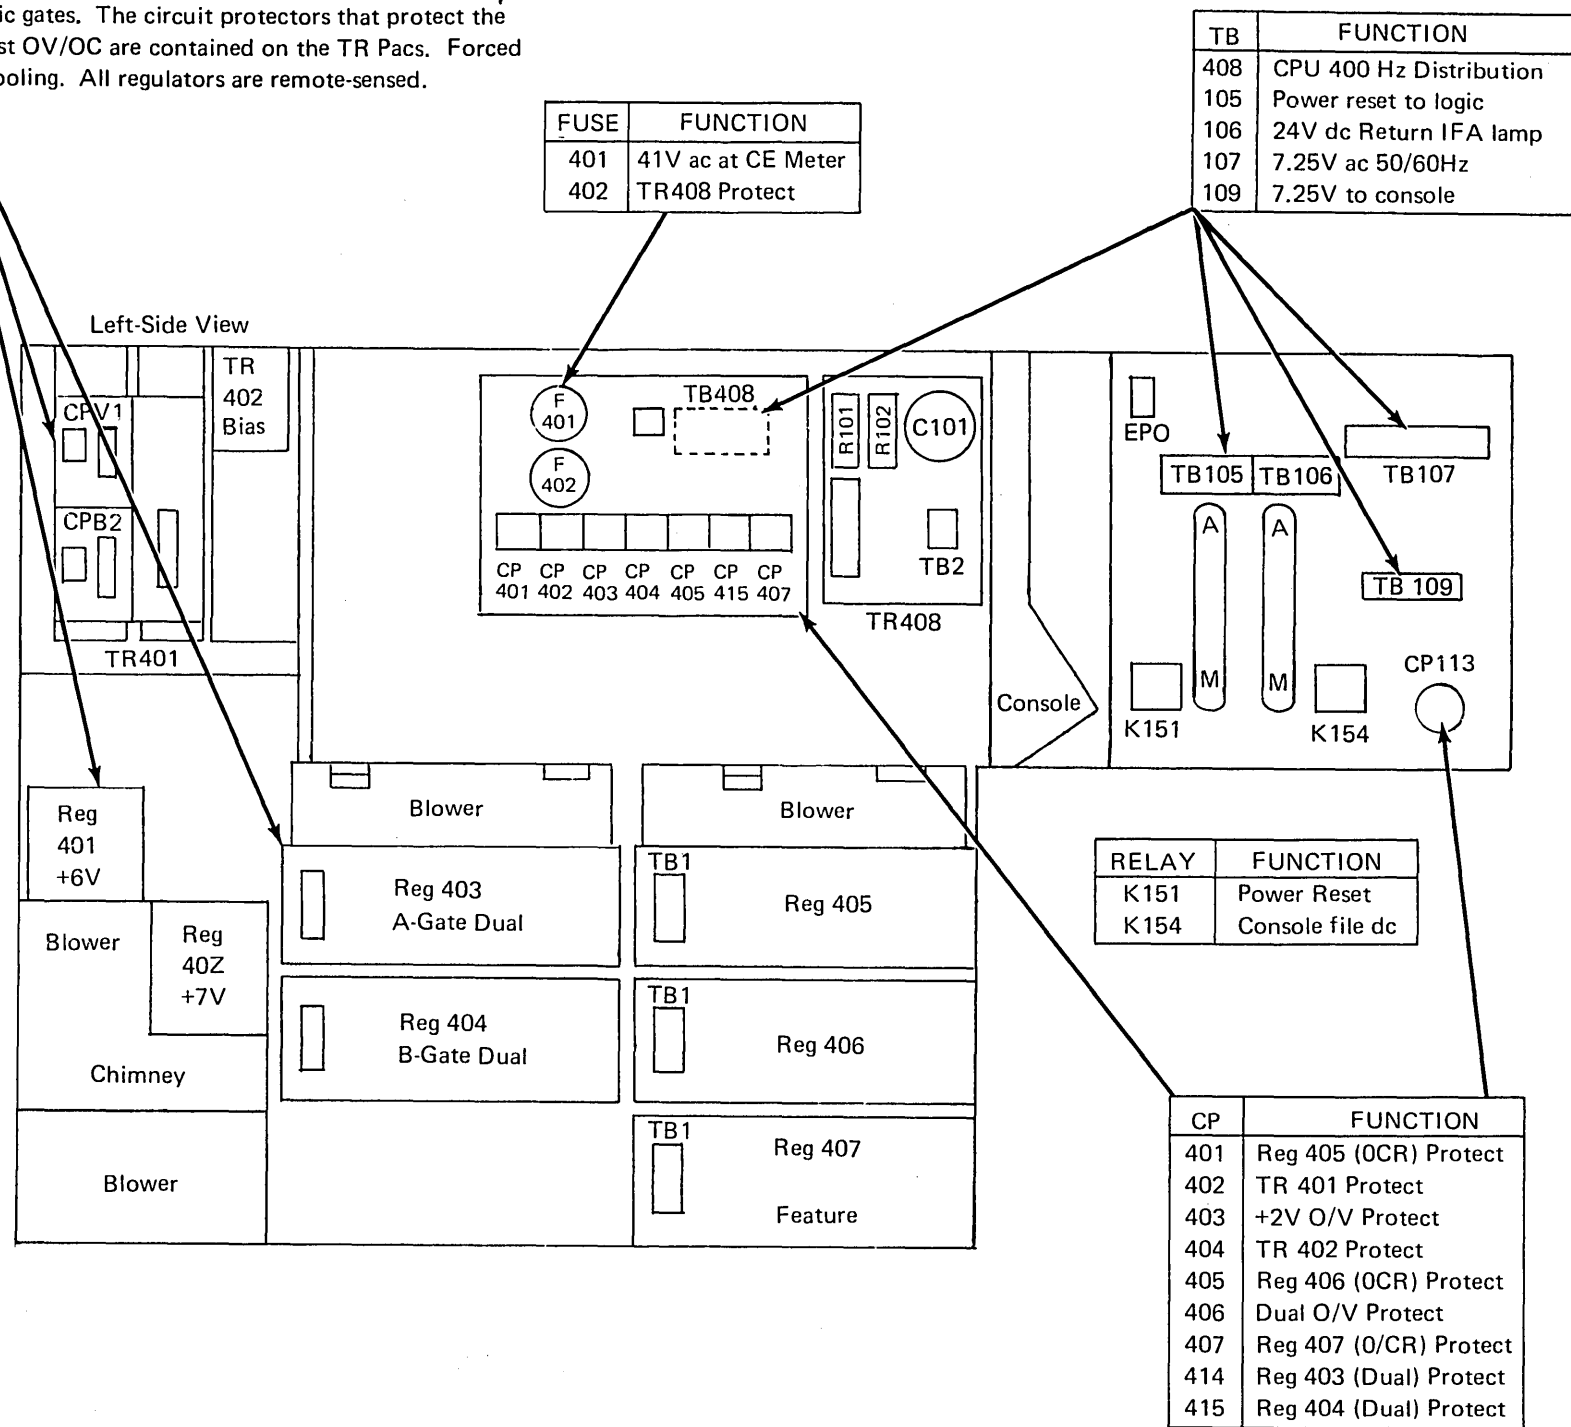 ic gates. The circuit protectors that protect the
st OV/OC are contained on the TR Pacs. Forced
ooling. All regulators are remote-sensed.
TB FUNCTION
408 CPU 400 Hz Distribution
105 Power reset to logic
106 24V dc Return IFA lamp
107 7.25V ac 50/60Hz
109 7.25V to console
FUSE FUNCTION
401 41V ac at CE Meter
402 TR408 Protect
Left-Side View
TR
402
Bias
CPV1
CPB2
TR401
F
401
F
402
TB408
CP CP CP CP CP CP CP
401 402 403 404 405 415 407
R101
R102
C101
TB2
TR408
Console
EPO
TB105 TB106
TB107
A A
M M
TB 109
K151
K154
CP113
Reg
401
+6V
Blower
Reg
40Z
+7V
Chimney
Blower
Blower
Reg 403
A-Gate Dual
Reg 404
B-Gate Dual
Blower
TB1
Reg 405
TB1
Reg 406
TB1
Reg 407
Feature
RELAY FUNCTION
K151 Power Reset
K154 Console file dc
CP FUNCTION
401 Reg 405 (0CR) Protect
402 TR 401 Protect
403 +2V O/V Protect
404 TR 402 Protect
405 Reg 406 (0CR) Protect
406 Dual O/V Protect
407 Reg 407 (0/CR) Protect
414 Reg 403 (Dual) Protect
415 Reg 404 (Dual) Protect